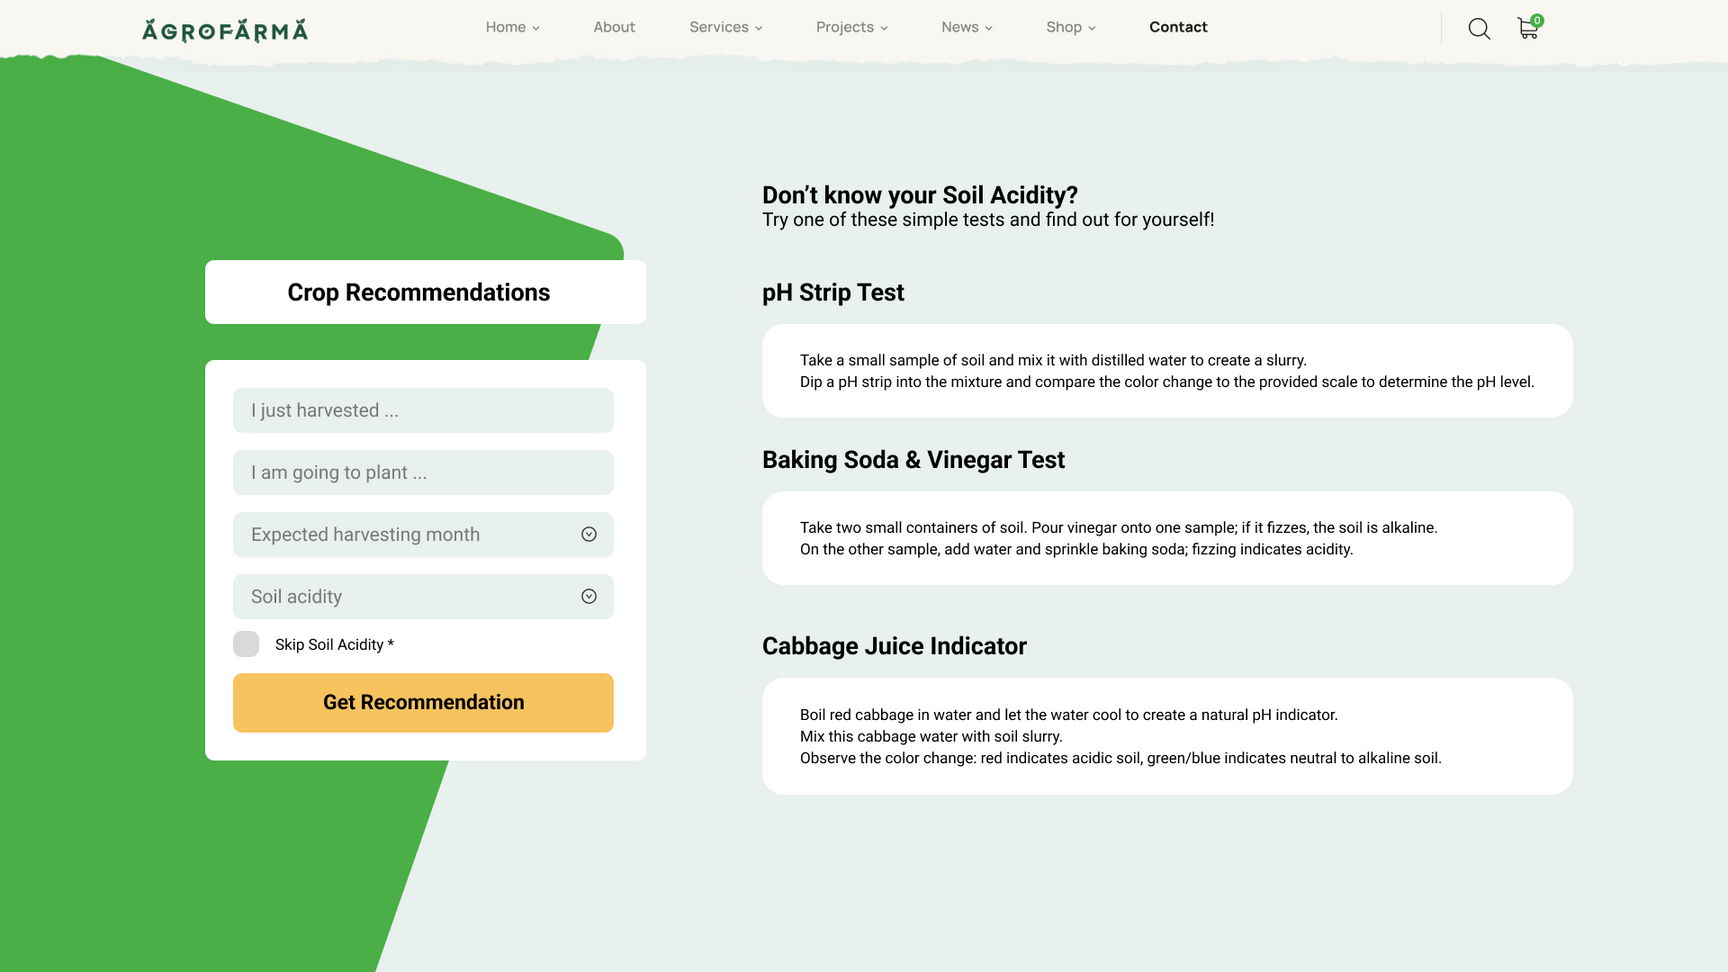 ÄGROFÄRMÄ
Home
About
Services
Projects
News
Shop
Contact
0
Crop Recommendations
I just harvested ...
I am going to plant ...
Expected harvesting month
Soil acidity
Skip Soil Acidity *
Get Recommendation
Don’t know your Soil Acidity?
Try one of these simple tests and find out for yourself!
pH Strip Test
Take a small sample of soil and mix it with distilled water to create a slurry.
Dip a pH strip into the mixture and compare the color change to the provided scale to determine the pH level.
Baking Soda & Vinegar Test
Take two small containers of soil. Pour vinegar onto one sample; if it fizzes, the soil is alkaline.
On the other sample, add water and sprinkle baking soda; fizzing indicates acidity.
Cabbage Juice Indicator
Boil red cabbage in water and let the water cool to create a natural pH indicator.
Mix this cabbage water with soil slurry.
Observe the color change: red indicates acidic soil, green/blue indicates neutral to alkaline soil.